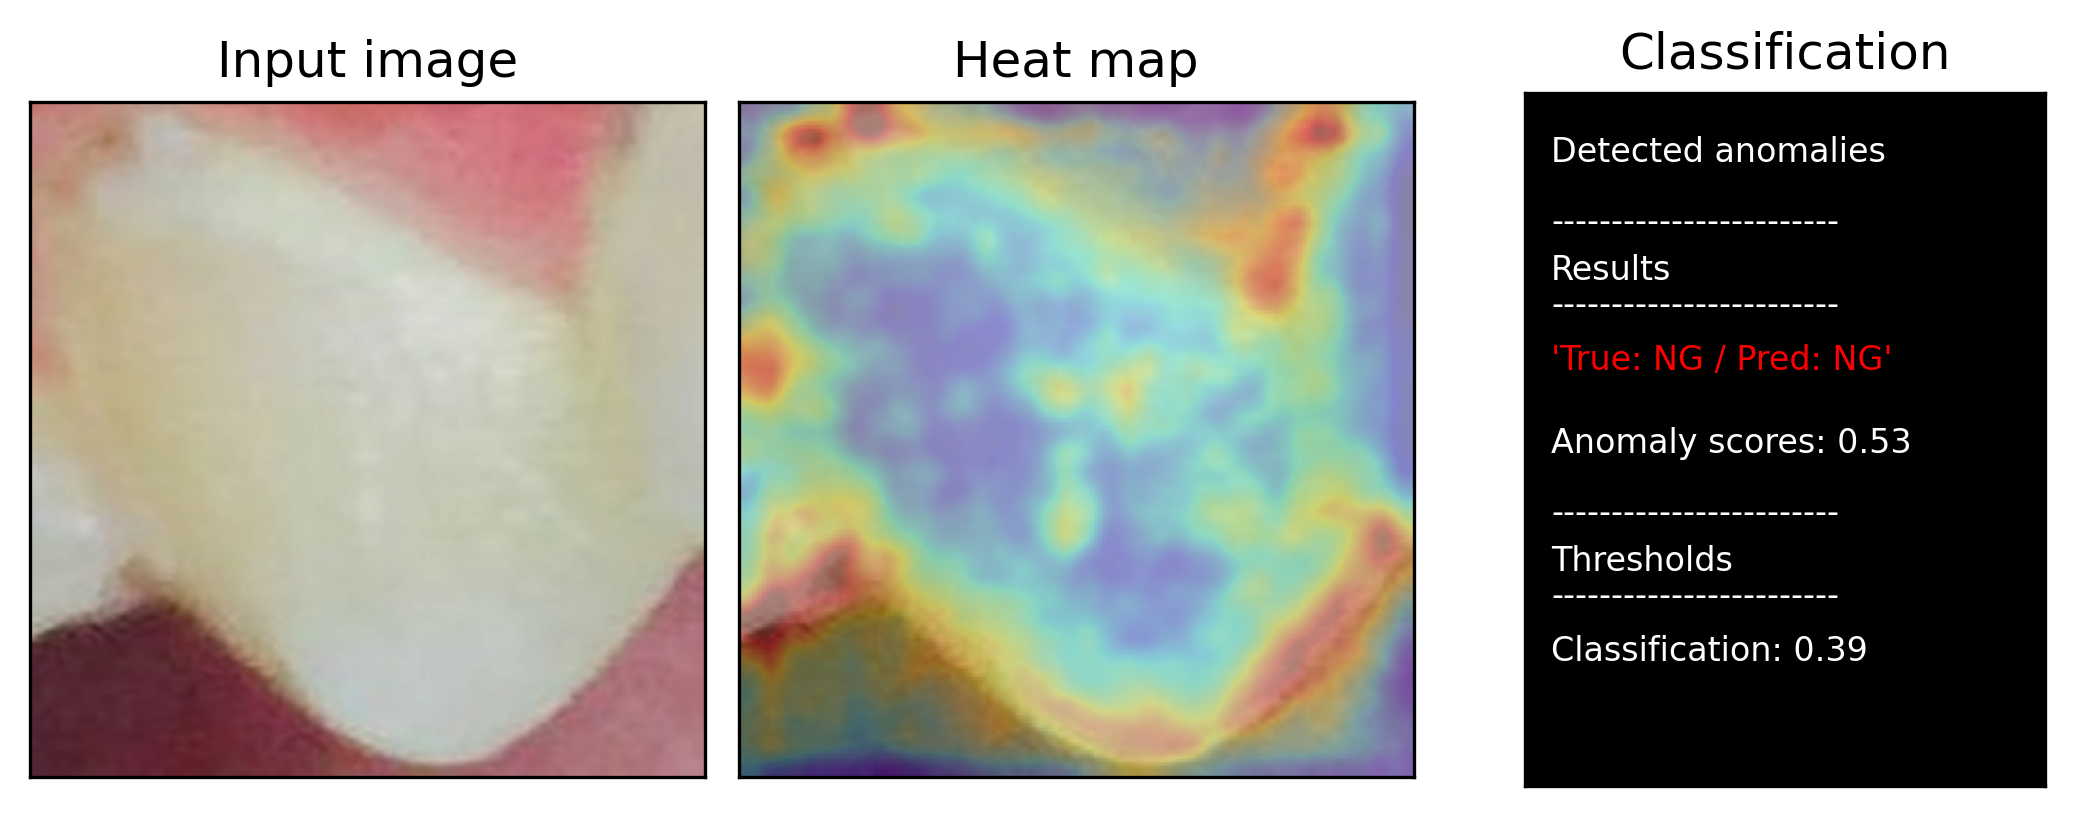 Input image
Heat map
Classification
Detected anomalies
------------------------
Results
------------------------
'True: NG / Pred: NG'
Anomaly scores: 0.53
------------------------
Thresholds
------------------------
Classification: 0.39